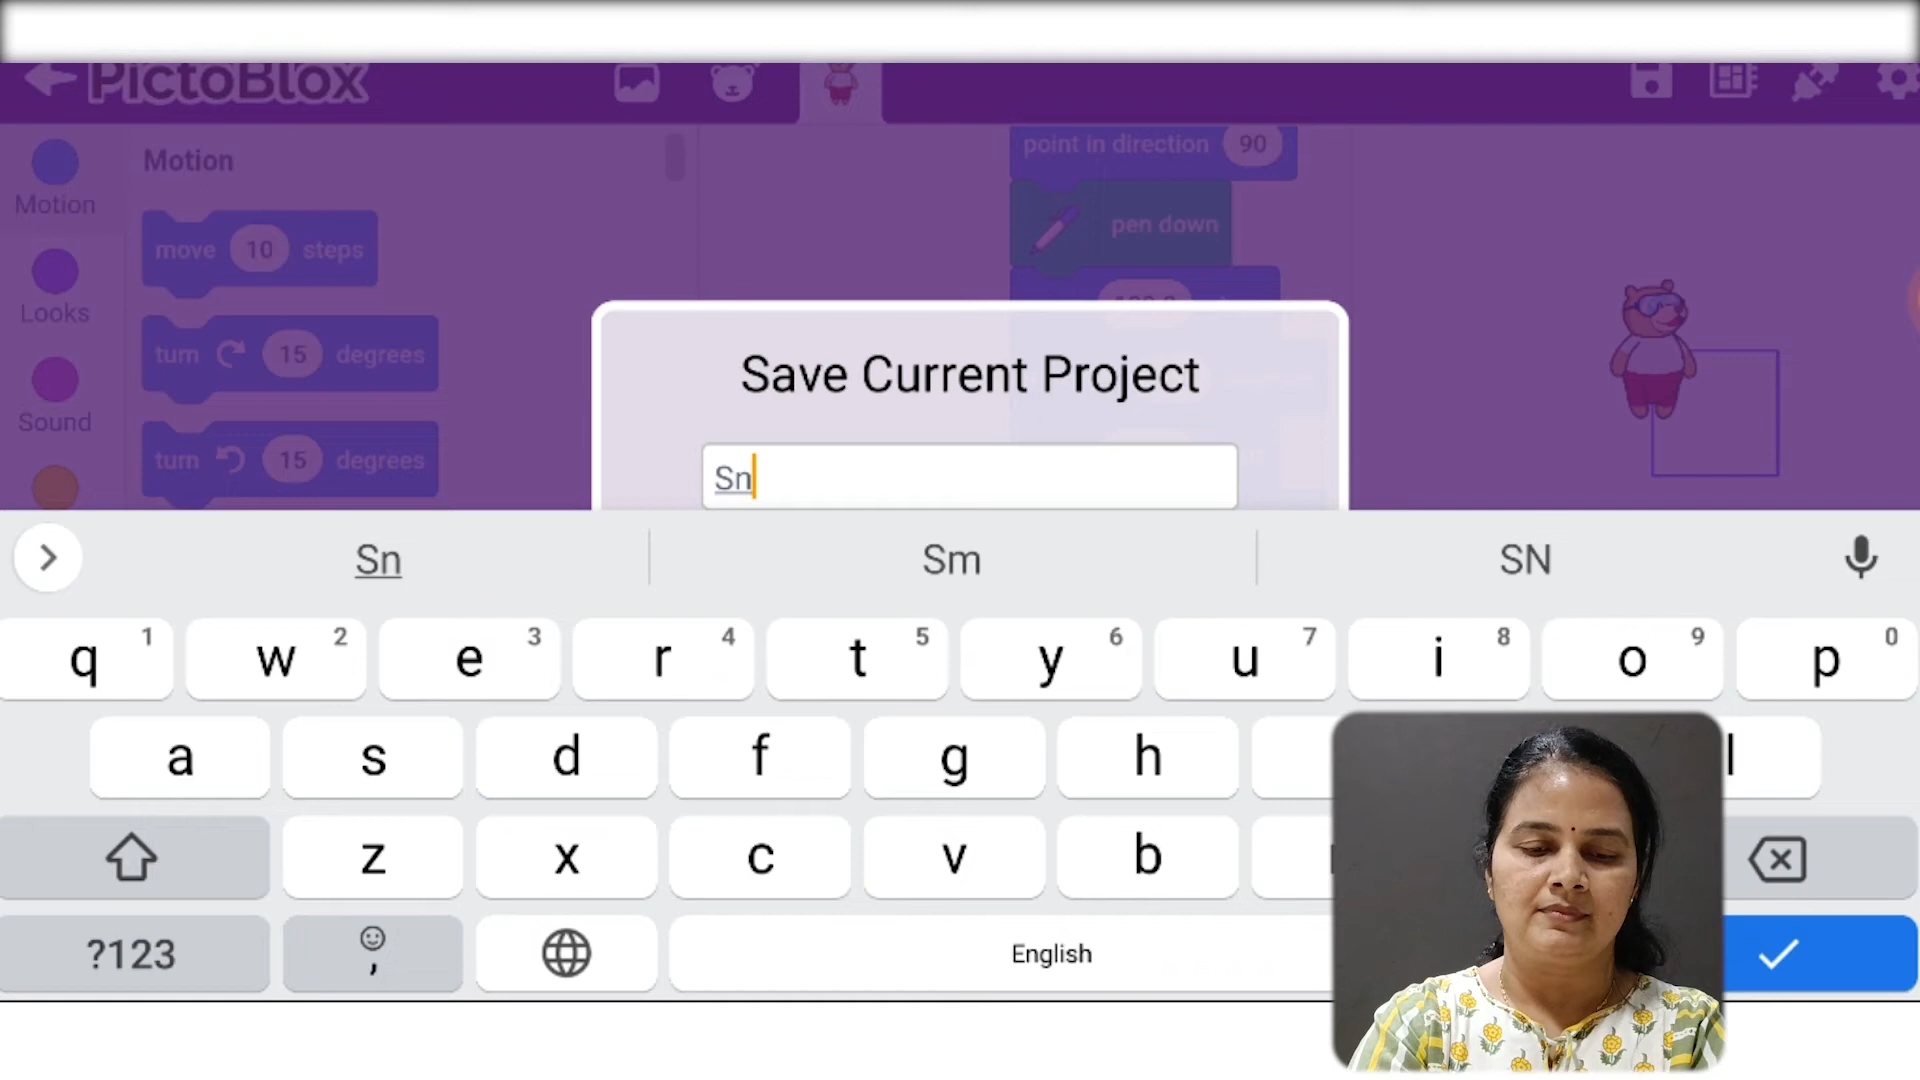 PictoBlox
Motion
Motion
move 10 steps
Looks
turn 15 degrees
Sound
turn 15 degrees
point in direction 90
pen down
Save Current Project
Sn
Sn Sm SN
q 1 w 2 e 3 r 4 t 5 y 6 u 7 i 8 o 9 p 0
a s d f g h l
z x c v b
?123 , English